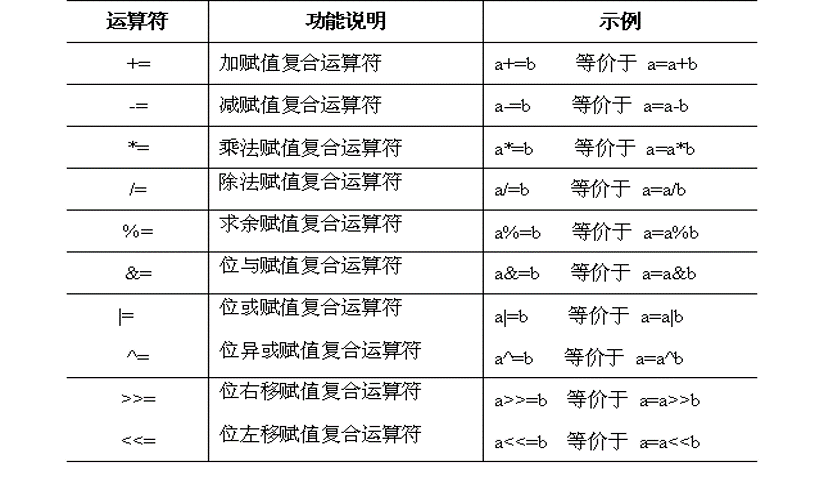 运算符 功能说明 示例
+= 加赋值复合运算符 a+=b 等价于 a=a+b
-= 减赋值复合运算符 a-=b 等价于 a=a-b
*= 乘法赋值复合运算符 a*=b 等价于 a=a*b
/= 除法赋值复合运算符 a/=b 等价于 a=a/b
%= 求余赋值复合运算符 a%=b 等价于 a=a%b
&= 位与赋值复合运算符 a&=b 等价于 a=a&b
|= 位或赋值复合运算符 a|=b 等价于 a=a|b
^= 位异或赋值复合运算符 a^=b 等价于 a=a^b
>>= 位右移赋值复合运算符 a>>=b 等价于 a=a>>b
<<= 位左移赋值复合运算符 a<<=b 等价于 a=a<<b